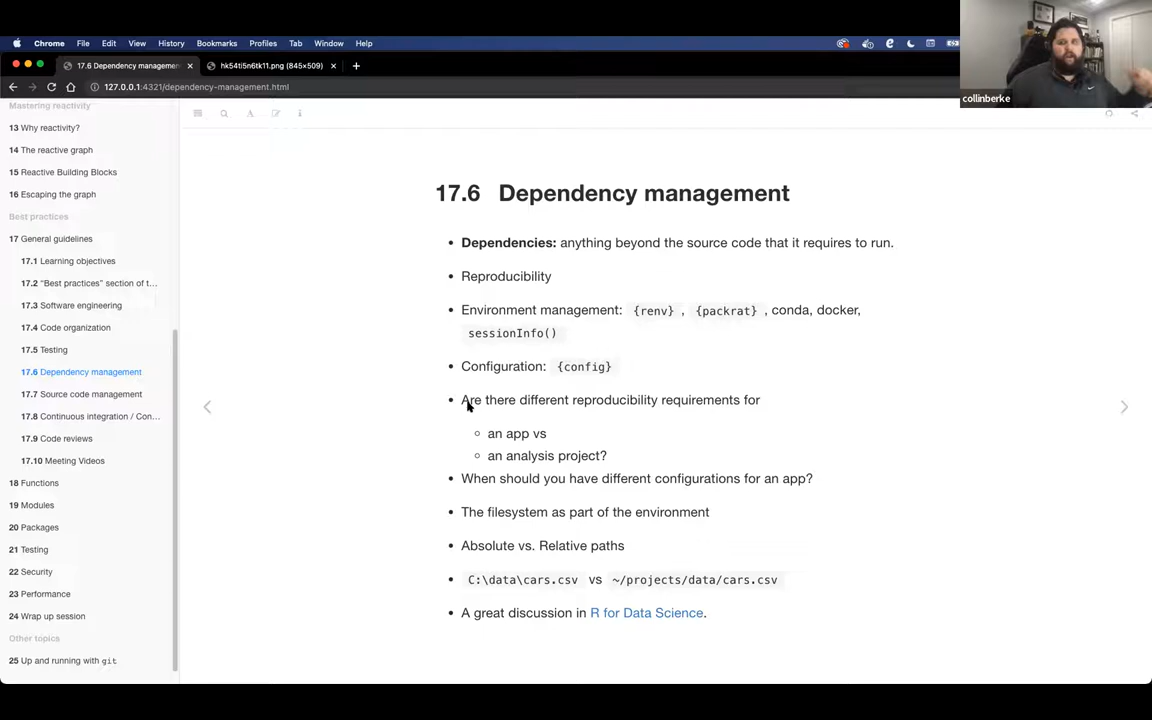 Chrome File Edit View History Bookmarks Profiles Tab Window Help
17.6 Dependency managemen
hk54ti5n6tk11.png (845×509)
127.0.0.1:4321/dependency-management.html
collinberke
Mastering reactivity
13 Why reactivity?
14 The reactive graph
15 Reactive Building Blocks
16 Escaping the graph
Best practices
17 General guidelines
17.1 Learning objectives
17.2 "Best practices" section of t...
17.3 Software engineering
17.4 Code organization
17.5 Testing
17.6 Dependency management
17.7 Source code management
17.8 Continuous integration / Con...
17.9 Code reviews
17.10 Meeting Videos
18 Functions
19 Modules
20 Packages
21 Testing
22 Security
23 Performance
24 Wrap up session
Other topics
25 Up and running with git
17.6 Dependency management
• Dependencies: anything beyond the source code that it requires to run.
• Reproducibility
• Environment management: {renv} , {packrat} , conda, docker,
sessionInfo()
• Configuration: {config}
• Are there different reproducibility requirements for
◦ an app vs
◦ an analysis project?
• When should you have different configurations for an app?
• The filesystem as part of the environment
• Absolute vs. Relative paths
• C:\data\cars.csv vs ~/projects/data/cars.csv
• A great discussion in R for Data Science.